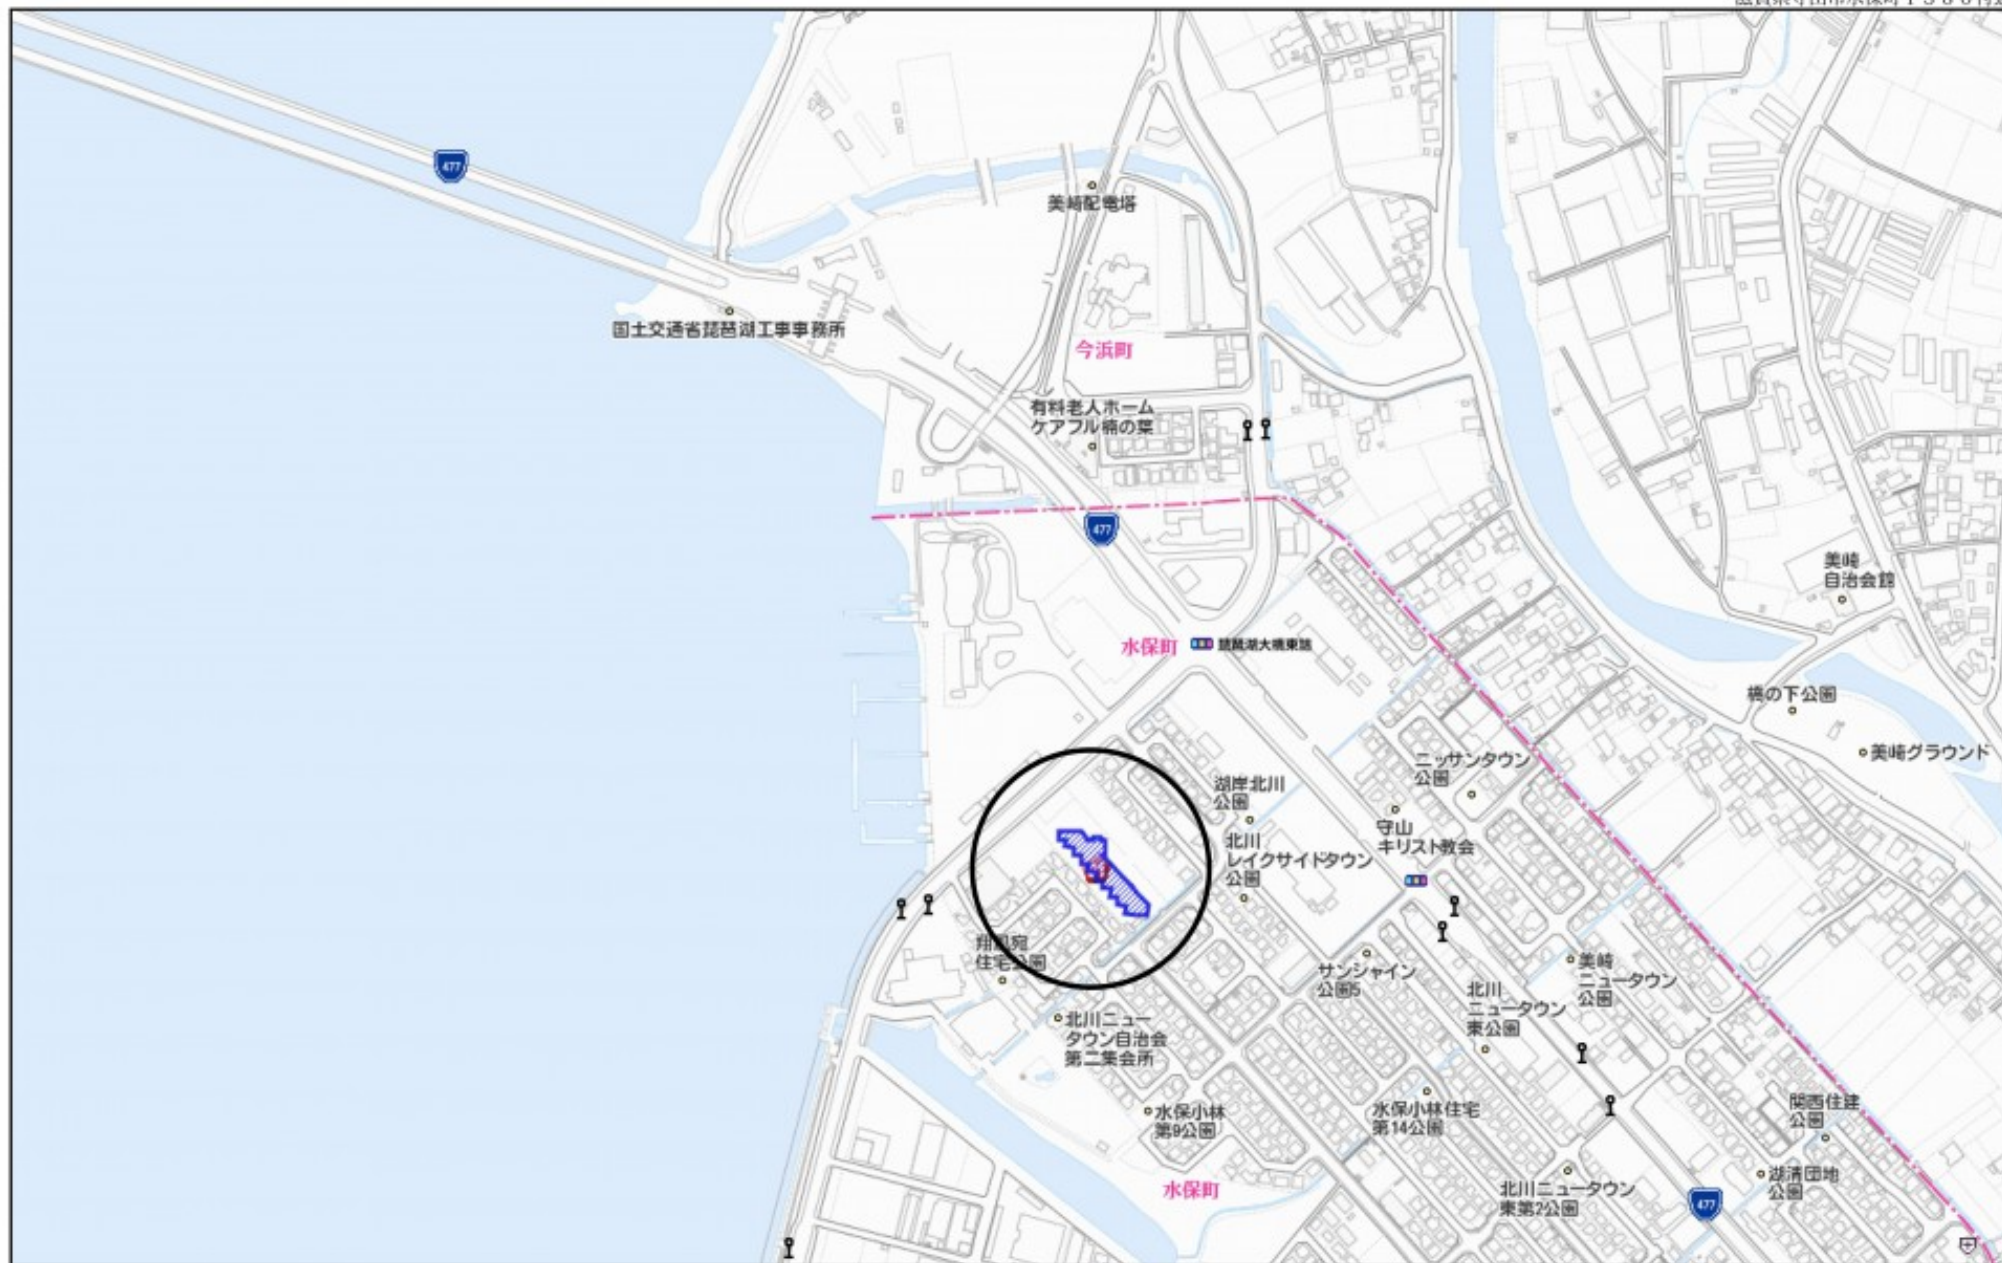 477
美崎配電塔
国土交通省琵琶湖工事事務所
今浜町
有料老人ホーム
ケアフル楠の葉
477
美崎
自治会館
水保町
琵琶湖大橋東詰
橋の下公園
美崎グラウンド
ニッサンタウン
公園
湖岸北川
公園
守山
キリスト教会
北川
レイクサイドタウン
公園
住宅公園
サンシャイン
公園5
美崎
ニュータウン
公園
北川
ニュータウン
東公園
北川ニュー
タウン自治会
第二集会所
水保小林
第9公園
水保小林住宅
第14公園
関西住建
公園
水保町
北川ニュータウン
東第2公園
湖清団地
公園
477